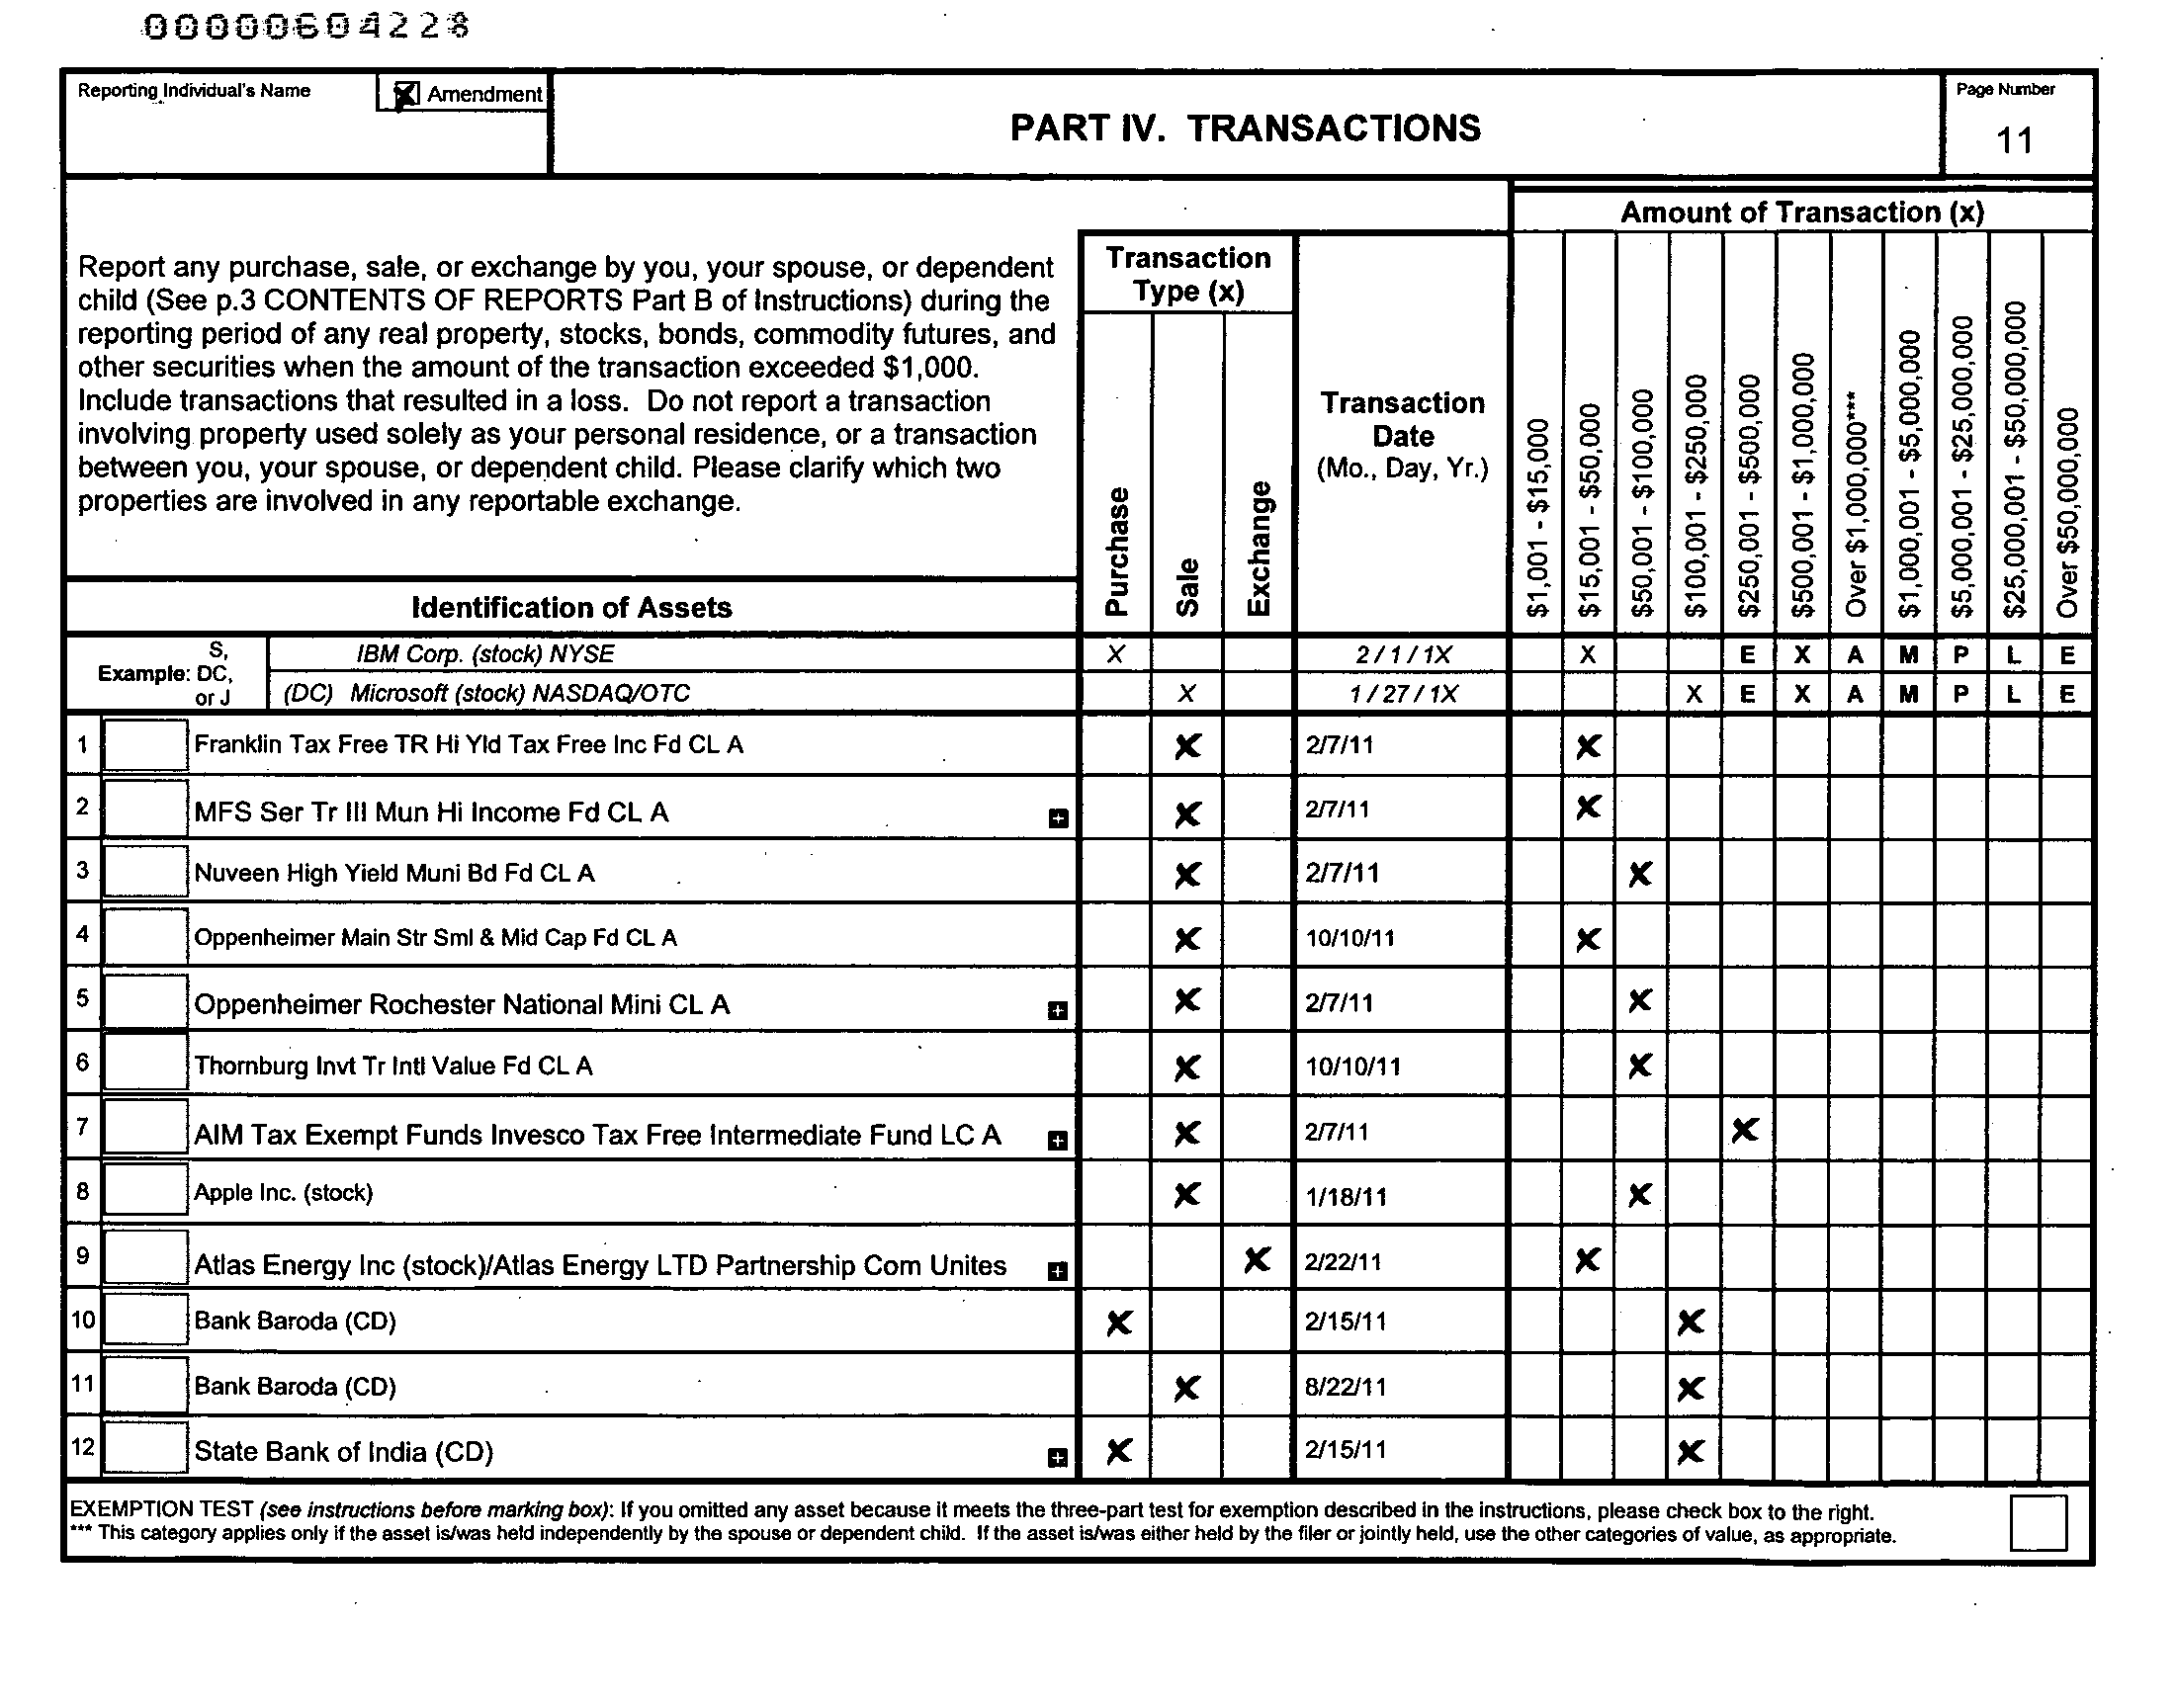 00000604228
Reporting Individual's Name
Amendment
PART IV. TRANSACTIONS
Page Number
11
Amount of Transaction (x)
Report any purchase, sale, or exchange by you, your spouse, or dependent
child (See p.3 CONTENTS OF REPORTS Part B of Instructions) during the
reporting period of any real property, stocks, bonds, commodity futures, and
other securities when the amount of the transaction exceeded $1,000.
Include transactions that resulted in a loss. Do not report a transaction
involving property used solely as your personal residence, or a transaction
between you, your spouse, or dependent child. Please clarify which two
properties are involved in any reportable exchange.
Transaction
Type (x)
Purchase
Sale
Exchange
Transaction
Date
(Mo., Day, Yr.)
$1,001 - $15,000
$15,001 - $50,000
$50,001 - $100,000
$100,001 - $250,000
$250,001 - $500,000
$500,001 - $1,000,000
Over $1,000,000***
$1,000,001 - $5,000,000
$5,000,001 - $25,000,000
$25,000,001 - $50,000,000
Over $50,000,000
Identification of Assets
Example: S, DC, or J
IBM Corp. (stock) NYSE X 2 / 1 / 1X X E X A M P L E
(DC) Microsoft (stock) NASDAQ/OTC X 1 / 27 / 1X X E X A M P L E
1 Franklin Tax Free TR Hi Yld Tax Free Inc Fd CL A X 2/7/11 X
2 MFS Ser Tr III Mun Hi Income Fd CL A + X 2/7/11 X
3 Nuveen High Yield Muni Bd Fd CL A X 2/7/11 X
4 Oppenheimer Main Str Sml & Mid Cap Fd CL A X 10/10/11 X
5 Oppenheimer Rochester National Mini CL A + X 2/7/11 X
6 Thornburg Invt Tr Intl Value Fd CL A X 10/10/11 X
7 AIM Tax Exempt Funds Invesco Tax Free Intermediate Fund LC A + X 2/7/11 X
8 Apple Inc. (stock) X 1/18/11 X
9 Atlas Energy Inc (stock)/Atlas Energy LTD Partnership Com Unites + X 2/22/11 X
10 Bank Baroda (CD) X 2/15/11 X
11 Bank Baroda (CD) X 8/22/11 X
12 State Bank of India (CD) + X 2/15/11 X
EXEMPTION TEST (see instructions before marking box): If you omitted any asset because it meets the three-part test for exemption described in the instructions, please check box to the right.
*** This category applies only if the asset is/was held independently by the spouse or dependent child. If the asset is/was either held by the filer or jointly held, use the other categories of value, as appropriate.